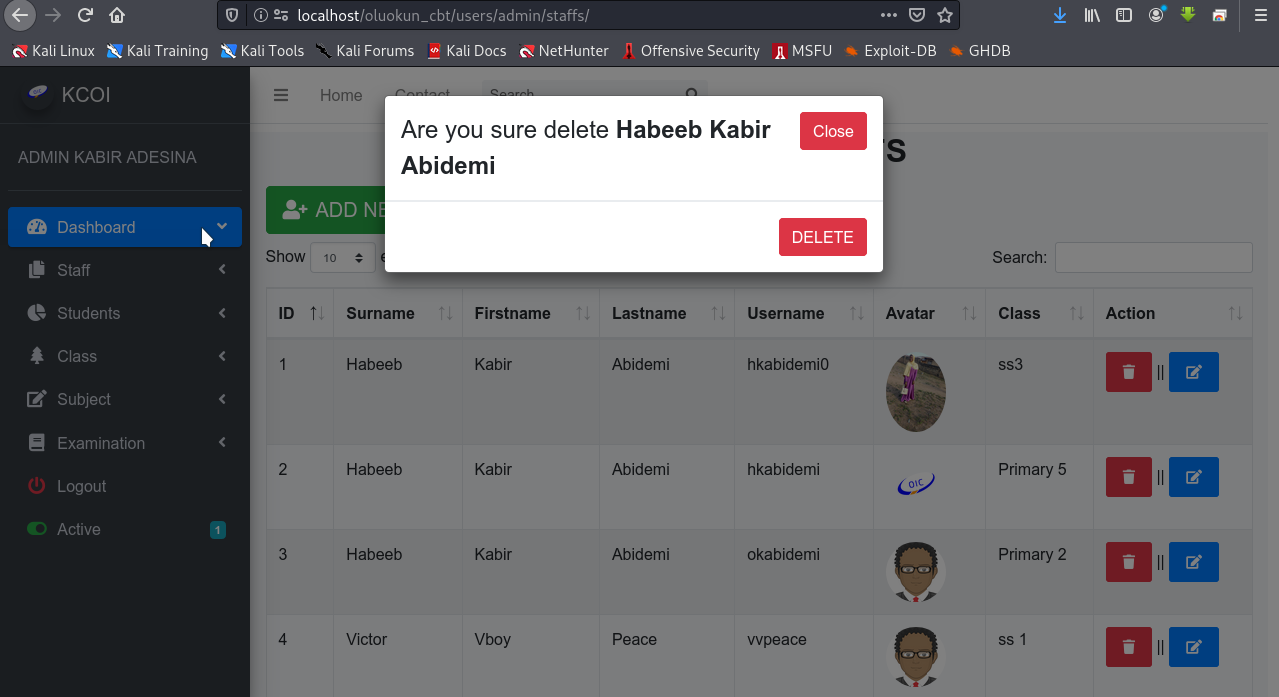 localhost/oluokun_cbt/users/admin/staffs/
Kali Linux Kali Training Kali Tools Kali Forums Kali Docs NetHunter Offensive Security MSFU Exploit-DB GHDB
KCOI
Home Contact Search
ADMIN KABIR ADESINA
Dashboard
Staff
Students
Class
Subject
Examination
Logout
Active 1
Are you sure delete Habeeb Kabir
Abidemi
Close
DELETE
ADD
Show 10
Search:
ID Surname Firstname Lastname Username Avatar Class Action
1 Habeeb Kabir Abidemi hkabidemi0 ss3 ||
2 Habeeb Kabir Abidemi hkabidemi OIC Primary 5 ||
3 Habeeb Kabir Abidemi okabidemi Primary 2 ||
4 Victor Vboy Peace vvpeace ss 1 ||